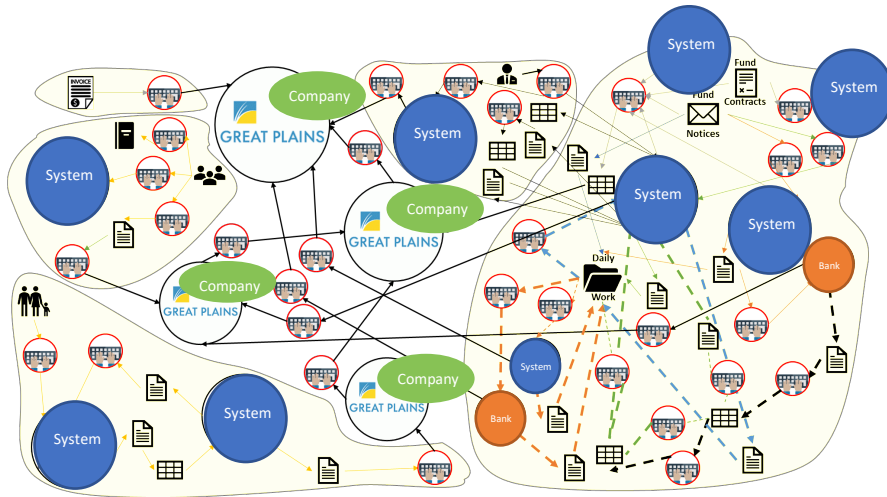 System
INVOICE
$
Company
GREAT PLAINS
System
Fund
Contracts
Fund
Notices
System
System
System
Company
GREAT PLAINS
System
System
Bank
Daily
Work
Company
GREAT PLAINS
System
Company
GREAT PLAINS
Bank
System
System